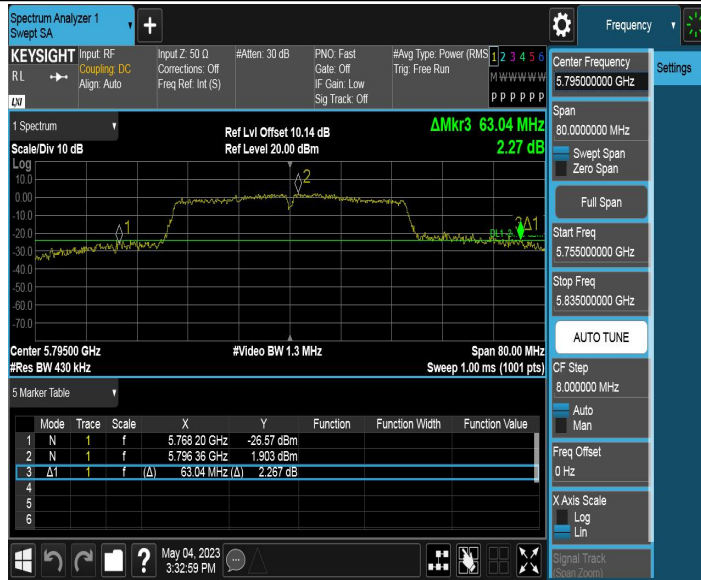 Spectrum Analyzer 1
Swept SA
+
Frequency
KEYSIGHT
RL
LXI
Input: RF
Coupling: DC
Align: Auto
Input Z: 50 Ω
Corrections: Off
Freq Ref: Int (S)
#Atten: 30 dB
PNO: Fast
Gate: Off
IF Gain: Low
Sig Track: Off
#Avg Type: Power (RMS
Trig: Free Run
1 2 3 4 5 6
M W W W W W
P P P P P P
1 Spectrum
Scale/Div 10 dB
Ref Lvl Offset 10.14 dB
Ref Level 20.00 dBm
ΔMkr3 63.04 MHz
2.27 dB
Log
10.0
0.00
-10.0
-20.0
-30.0
-40.0
-50.0
-60.0
-70.0
1
2
3Δ1
Center 5.79500 GHz
#Video BW 1.3 MHz
Span 80.00 MHz
#Res BW 430 kHz
Sweep 1.00 ms (1001 pts)
5 Marker Table
Mode Trace Scale X Y Function Function Width Function Value
1 N 1 f 5.768 20 GHz -26.57 dBm
2 N 1 f 5.796 36 GHz 1.903 dBm
3 Δ1 1 f (Δ) 63.04 MHz (Δ) 2.267 dB
4
5
6
?
May 04, 2023
3:32:59 PM
Center Frequency
5.795000000 GHz
Settings
Span
80.0000000 MHz
Swept Span
Zero Span
Full Span
Start Freq
5.755000000 GHz
Stop Freq
5.835000000 GHz
AUTO TUNE
CF Step
8.000000 MHz
Auto
Man
Freq Offset
0 Hz
X Axis Scale
Log
Lin
Signal Track
(Span Zoom)